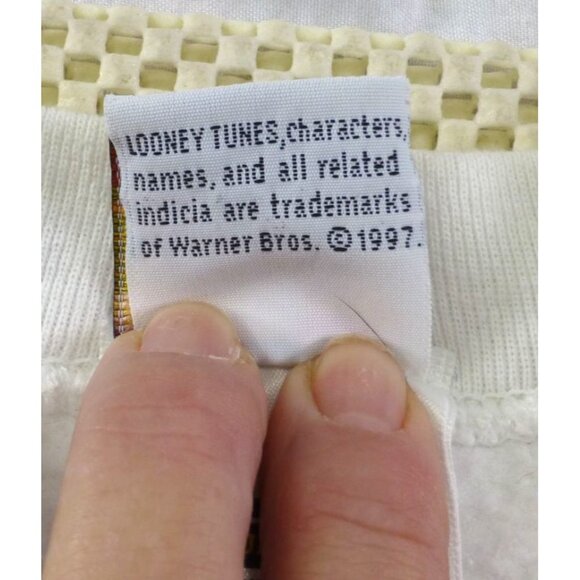 LOONEY TUNES, characters,
names, and all related
indicia are trademarks
of Warner Bros. ©1997.